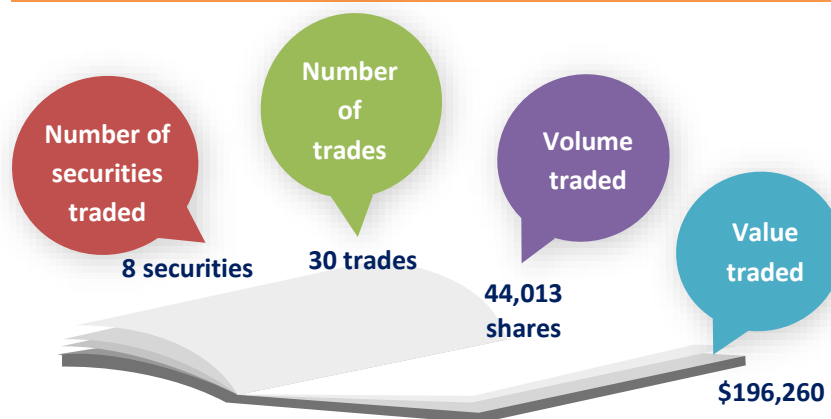 Number of
securities
traded
8 securities
Number
of
trades
30 trades
Volume
traded
44,013
shares
Value
traded
$196,260